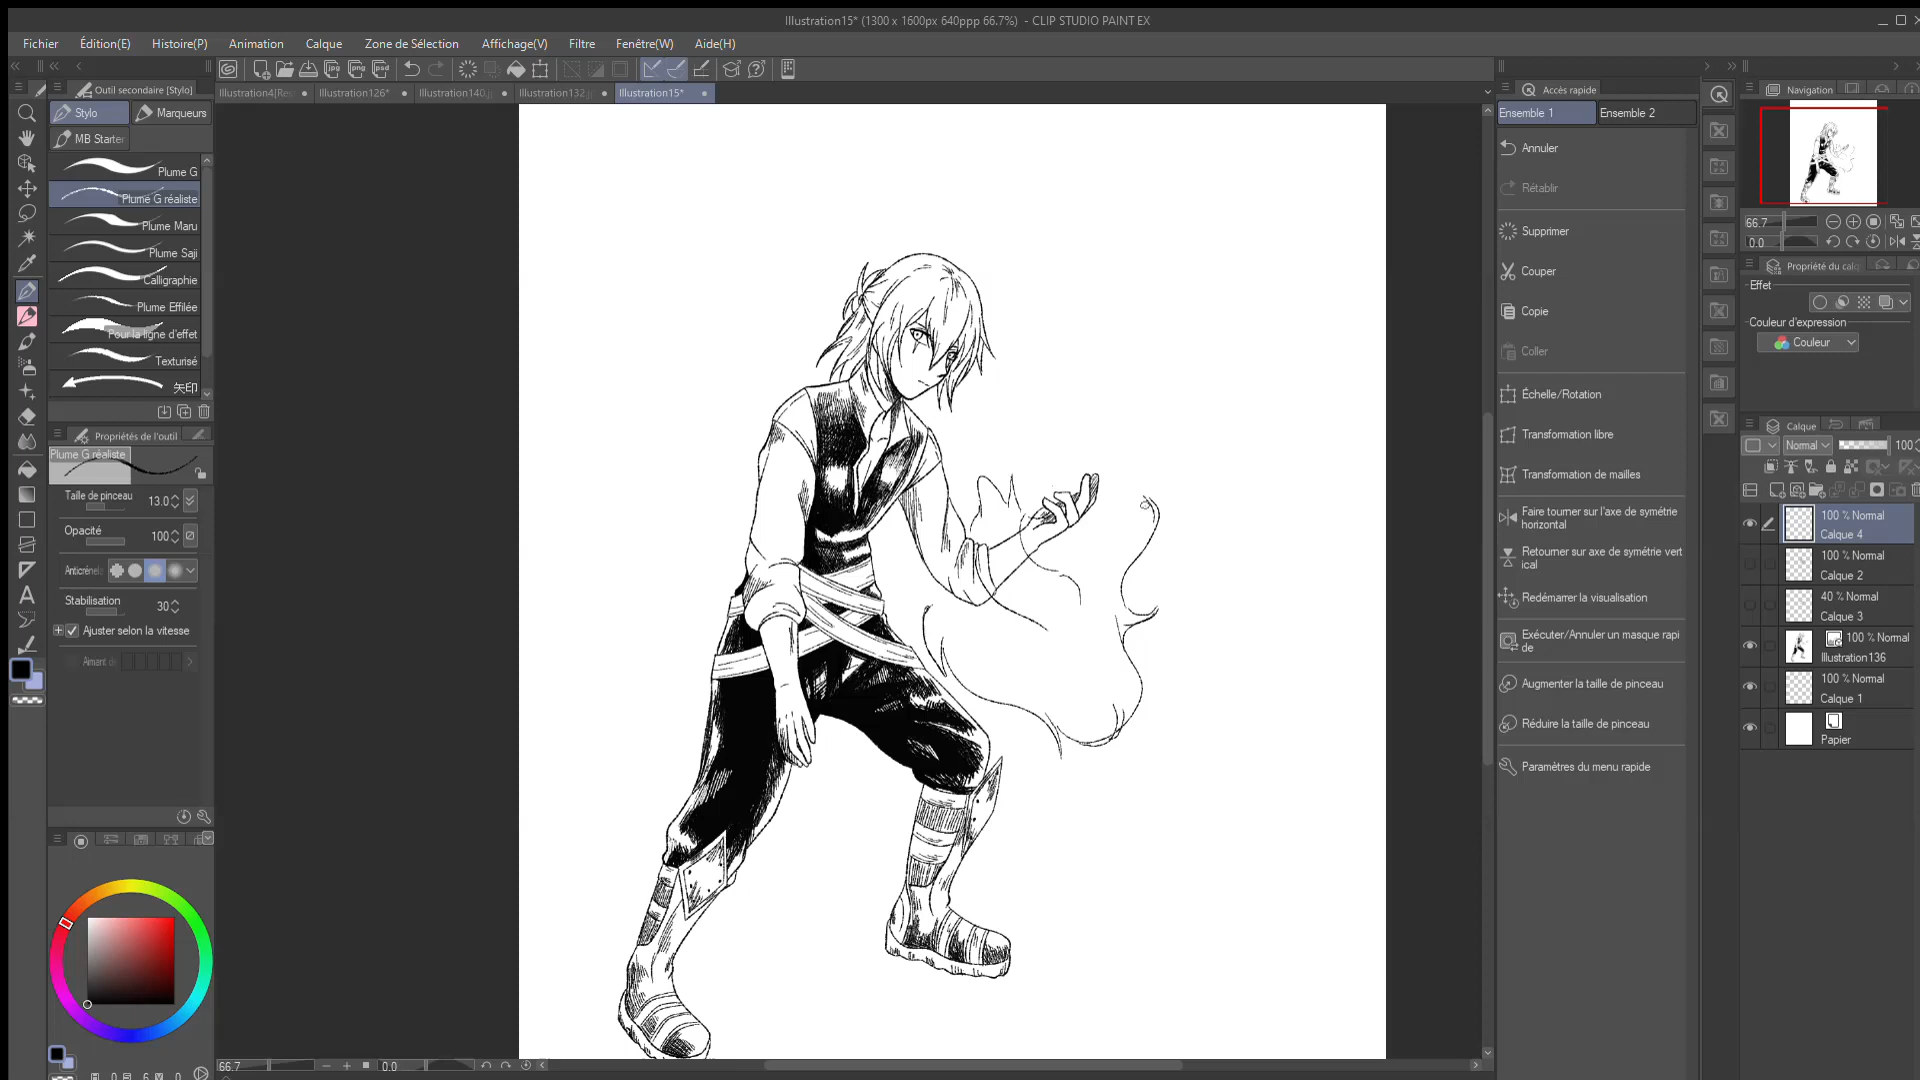 Illustration15* (1300 x 1600px 640ppp 66.7%) - CLIP STUDIO PAINT EX
Fichier Édition(E) Histoire(P) Animation Calque Zone de Sélection Affichage(V) Filtre Fenêtre(W) Aide(H)
Outil secondaire [Stylo]
Stylo Marqueurs
MB Starter
Plume G
Plume G réaliste
Plume Maru
Plume Saji
Calligraphie
Plume Effilée
Pour la ligne d'effet
Texturisé
矢印
Propriétés de l'outil
Plume G réaliste
Taille de pinceau 13.0
Opacité 100
Anticrénel
Stabilisation 30
Ajuster selon la vitesse
Aimant d
Illustration4[Re Illustration126* Illustration140.j Illustration132.j Illustration15*
66.7 0.0
Accès rapide
Ensemble 1 Ensemble 2
Annuler
Rétablir
Supprimer
Couper
Copie
Coller
Échelle/Rotation
Transformation libre
Transformation de mailles
Faire tourner sur l'axe de symétrie
horizontal
Retourner sur axe de symétrie vert
ical
Redémarrer la visualisation
Exécuter/Annuler un masque rapi
de
Augmenter la taille de pinceau
Réduire la taille de pinceau
Paramètres du menu rapide
Navigation
66.7
0.0
Propriété du calq
Effet
Couleur d'expression
Couleur
Calque
Normal 100
100 % Normal
Calque 4
100 % Normal
Calque 2
40 % Normal
Calque 3
100 % Normal
Illustration136
100 % Normal
Calque 1
Papier